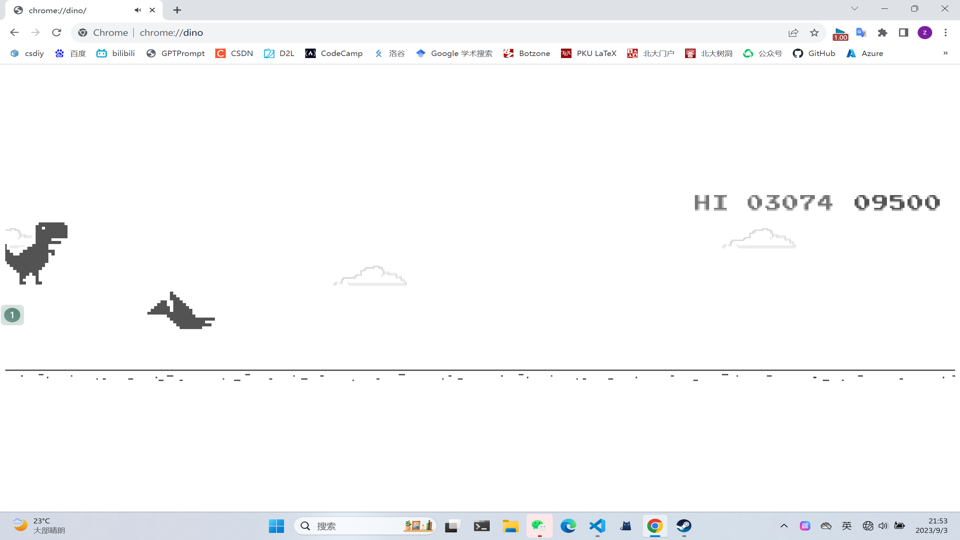 chrome://dino/
Chrome | chrome://dino
1.00
z
csdiy 百度 bilibili GPTPrompt CSDN D2L CodeCamp 洛谷 Google 学术搜索 Botzone PKU LaTeX 北大门户 北大树洞 公众号 GitHub Azure »
HI 03074 09500
1
23°C
大部晴朗
搜索
英
21:53
2023/9/3